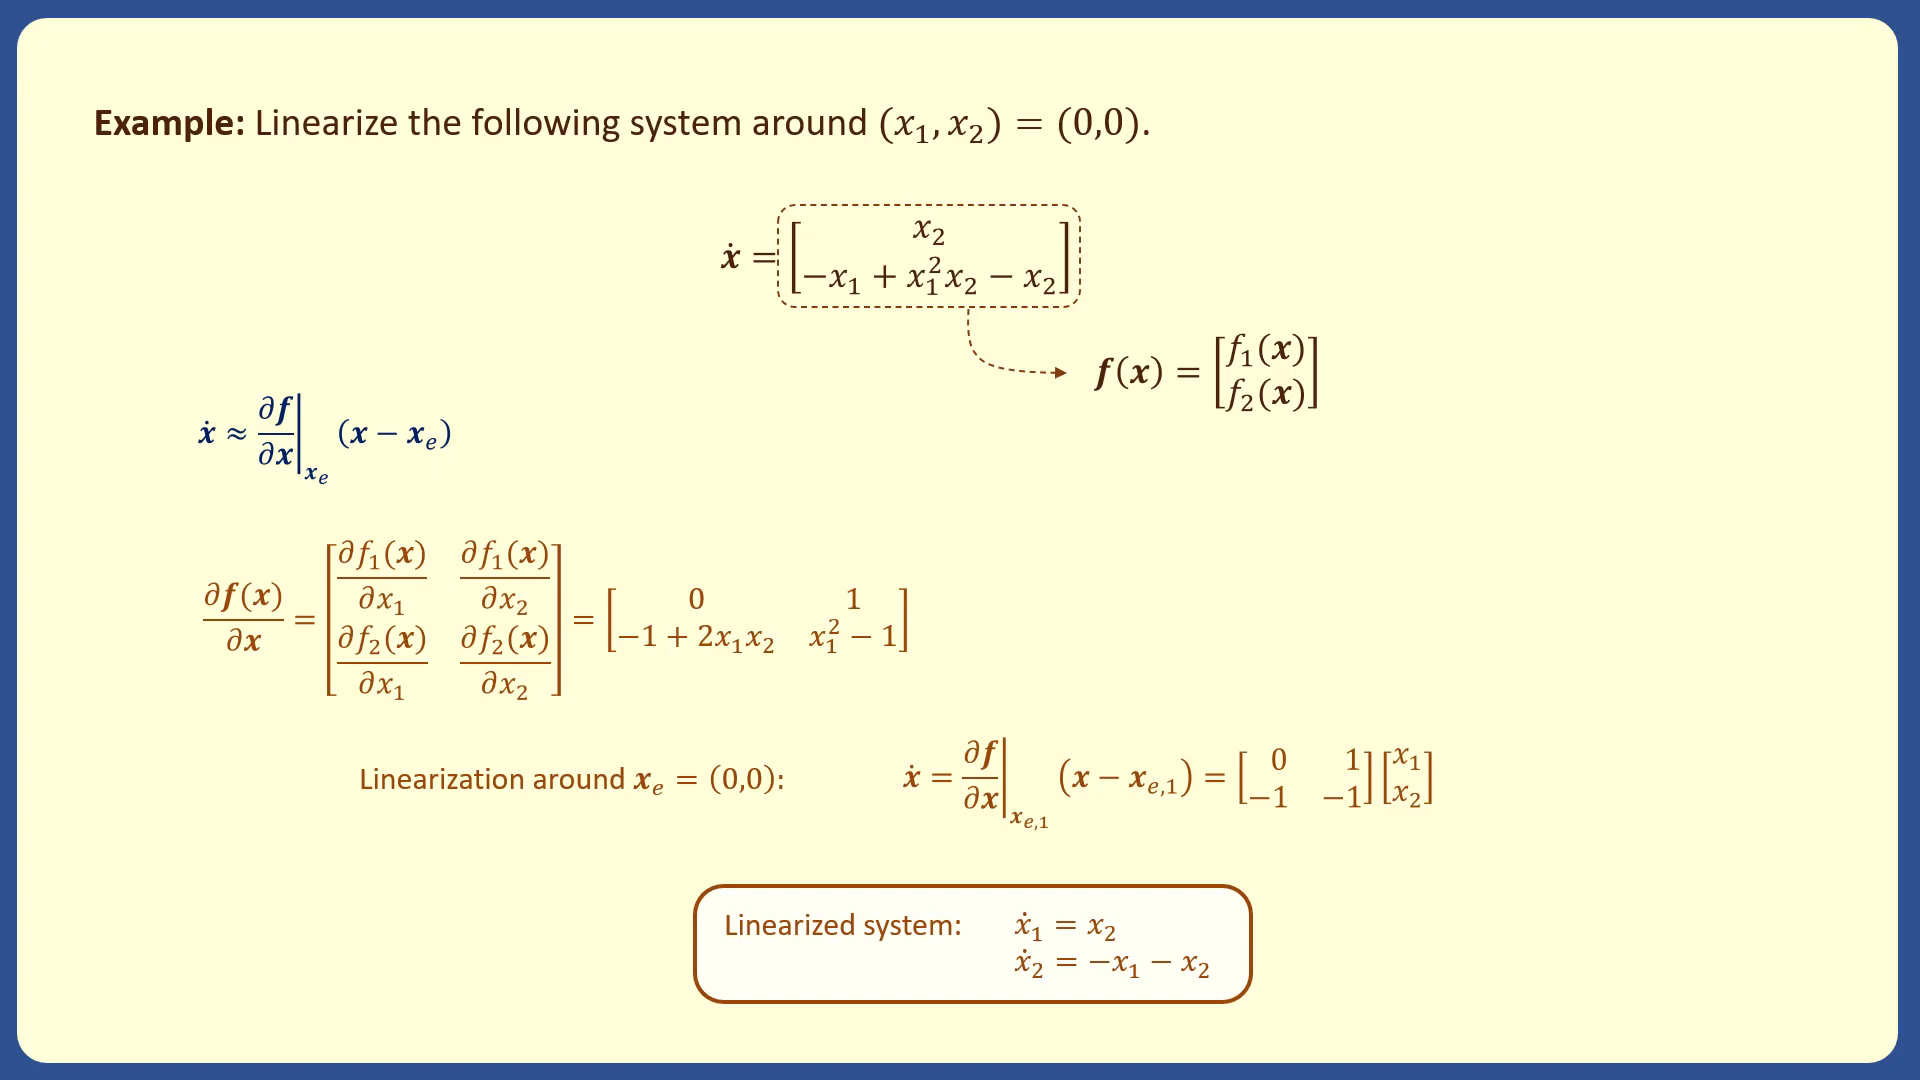 Example: Linearize the following system around (x₁, x₂) = (0,0).
ẋ = [ x₂ ; −x₁ + x₁²x₂ − x₂ ]
f(x) = [ f₁(x) ; f₂(x) ]
ẋ ≈ ∂f/∂x |ₓₑ (x − xₑ)
∂f(x)/∂x = [ ∂f₁(x)/∂x₁ ∂f₁(x)/∂x₂ ; ∂f₂(x)/∂x₁ ∂f₂(x)/∂x₂ ] = [ 0 1 ; −1 + 2x₁x₂ x₁² − 1 ]
Linearization around xₑ = (0,0): ẋ = ∂f/∂x |x_{e,1} (x − x_{e,1}) = [ 0 1 ; −1 −1 ] [ x₁ ; x₂ ]
Linearized system: ẋ₁ = x₂
ẋ₂ = −x₁ − x₂